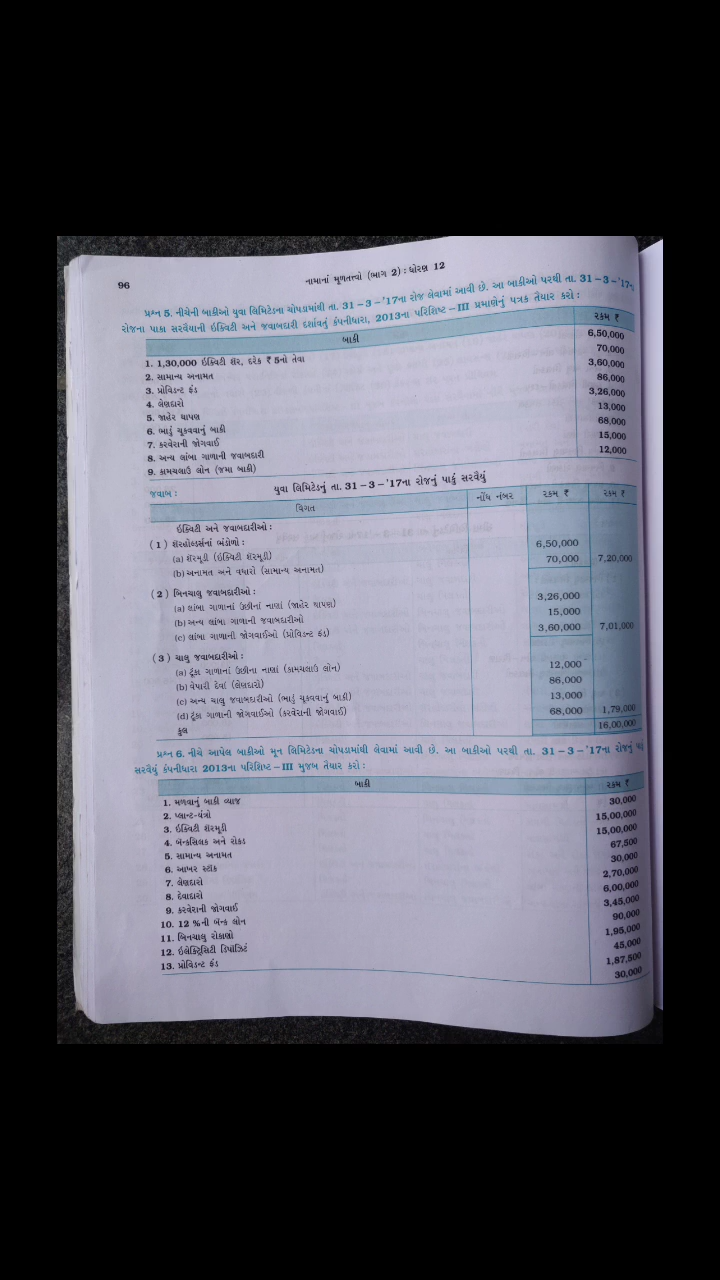 96
નામાનાં મૂળતત્ત્વો (ભાગ 2) : ધોરણ 12
પ્રશ્ન 5. નીચેની બાકીઓ યુવા લિમિટેડના ચોપડામાંથી તા. 31 – 3 – '17ના રોજ લેવામાં આવી છે. આ બાકીઓ પરથી તા. 31 – 3 – '17ના
રોજના પાકા સરવૈયાની ઇક્વિટી અને જવાબદારી દર્શાવતું કંપનીધારા, 2013ના પરિશિષ્ટ – III પ્રમાણેનું પત્રક તૈયાર કરો :
બાકી રકમ ₹
1. 1,30,000 ઇક્વિટી શૅર, દરેક ₹ 5નો તેવા 6,50,000
2. સામાન્ય અનામત 70,000
3. પ્રોવિડન્ટ ફંડ 3,60,000
4. લેણદારો 86,000
5. જાહેર થાપણ 3,26,000
6. ભાડું ચૂકવવાનું બાકી 13,000
7. કરવેરાની જોગવાઈ 68,000
8. અન્ય લાંબા ગાળાની જવાબદારી 15,000
9. કામચલાઉ લોન (જમા બાકી) 12,000
જવાબ : યુવા લિમિટેડનું તા. 31 – 3 – '17ના રોજનું પાકું સરવૈયું
વિગત નોંધ નંબર રકમ ₹ રકમ ₹
ઇક્વિટી અને જવાબદારીઓ :
(1) શૅરહોલ્ડર્સનાં ભંડોળો :
(a) શૅરમૂડી (ઇક્વિટી શૅરમૂડી) 6,50,000
(b) અનામત અને વધારો (સામાન્ય અનામત) 70,000 7,20,000
(2) બિનચાલુ જવાબદારીઓ :
(a) લાંબા ગાળાનાં ઉછીનાં નાણાં (જાહેર થાપણ) 3,26,000
(b) અન્ય લાંબા ગાળાની જવાબદારીઓ 15,000
(c) લાંબા ગાળાની જોગવાઈઓ (પ્રોવિડન્ટ ફંડ) 3,60,000 7,01,000
(3) ચાલુ જવાબદારીઓ :
(a) ટૂંકા ગાળાનાં ઉછીના નાણાં (કામચલાઉ લોન) 12,000
(b) વેપારી દેવાં (લેણદારો) 86,000
(c) અન્ય ચાલુ જવાબદારીઓ (ભાડું ચૂકવવાનું બાકી) 13,000
(d) ટૂંકા ગાળાની જોગવાઈઓ (કરવેરાની જોગવાઈ) 68,000 1,79,000
કુલ 16,00,000
પ્રશ્ન 6. નીચે આપેલ બાકીઓ મૂન લિમિટેડના ચોપડામાંથી લેવામાં આવી છે. આ બાકીઓ પરથી તા. 31 – 3 – '17ના રોજનું
સરવૈયું કંપનીધારા 2013ના પરિશિષ્ટ – III મુજબ તૈયાર કરો :
બાકી રકમ ₹
1. મળવાનું બાકી વ્યાજ 30,000
2. પ્લાન્ટ-યંત્રો 15,00,000
3. ઇક્વિટી શૅરમૂડી 15,00,000
4. બૅન્કસિલક અને રોકડ 67,500
5. સામાન્ય અનામત 30,000
6. આખર સ્ટૉક 2,70,000
7. લેણદારો 6,00,000
8. દેવાદારો 3,45,000
9. કરવેરાની જોગવાઈ 90,000
10. 12 %ની બૅન્ક લોન 1,95,000
11. બિનચાલુ રોકાણો 45,000
12. ઇલેક્ટ્રિસિટી ડિપૉઝિટ 1,87,500
13. પ્રોવિડન્ટ ફંડ 30,000